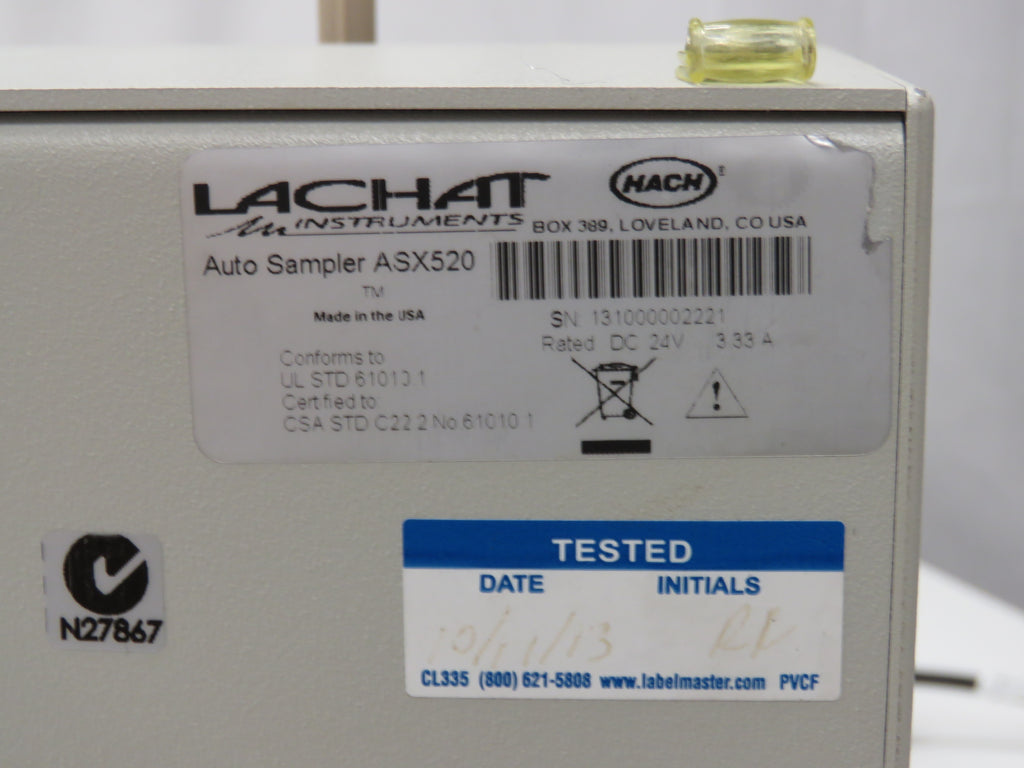 LACHAT
INSTRUMENTS
HACH
BOX 389, LOVELAND, CO USA
Auto Sampler ASX520
TM
Made in the USA
SN: 131000002221
Rated DC 24V 3.33 A
Conforms to
UL STD 61010.1
Certified to:
CSA STD C22.2 No.61010.1
N27867
TESTED
DATE INITIALS
10/11/13
CL335 (800) 621-5808 www.labelmaster.com PVCF